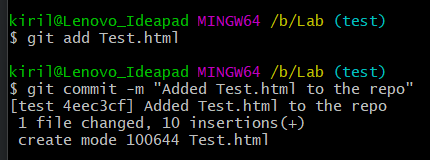 kiril@Lenovo_Ideapad MINGW64 /b/Lab (test)
$ git add Test.html
kiril@Lenovo_Ideapad MINGW64 /b/Lab (test)
$ git commit -m "Added Test.html to the repo"
[test 4eec3cf] Added Test.html to the repo
 1 file changed, 10 insertions(+)
 create mode 100644 Test.html